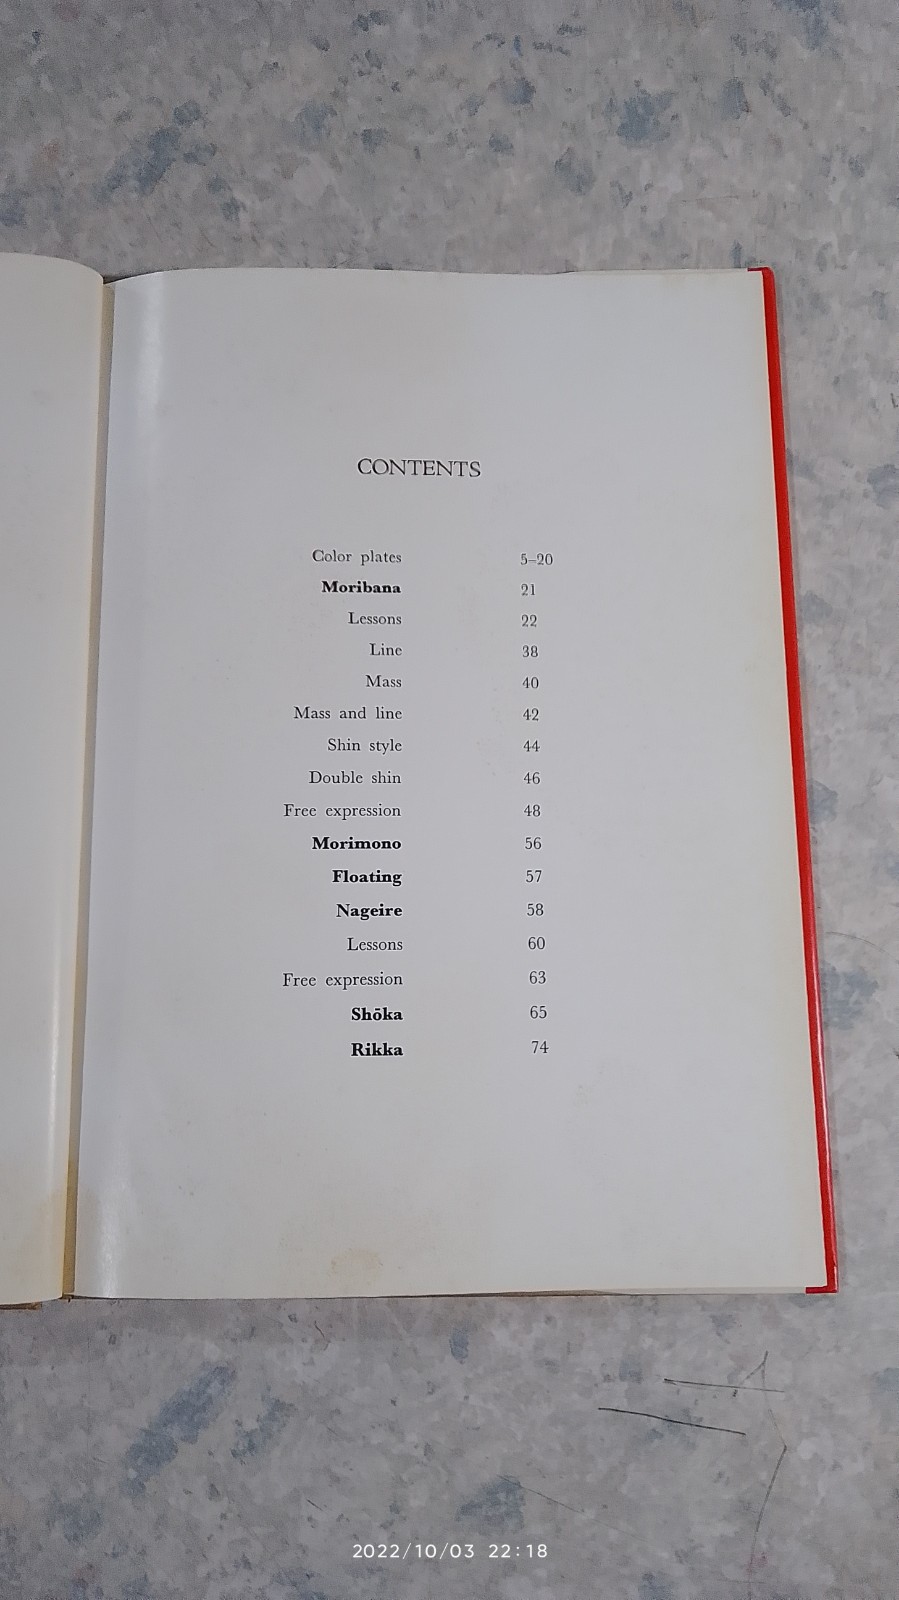 CONTENTS
Color plates 5–20
Moribana 21
Lessons 22
Line 38
Mass 40
Mass and line 42
Shin style 44
Double shin 46
Free expression 48
Morimono 56
Floating 57
Nageire 58
Lessons 60
Free expression 63
Shōka 65
Rikka 74
2022/10/03 22:18